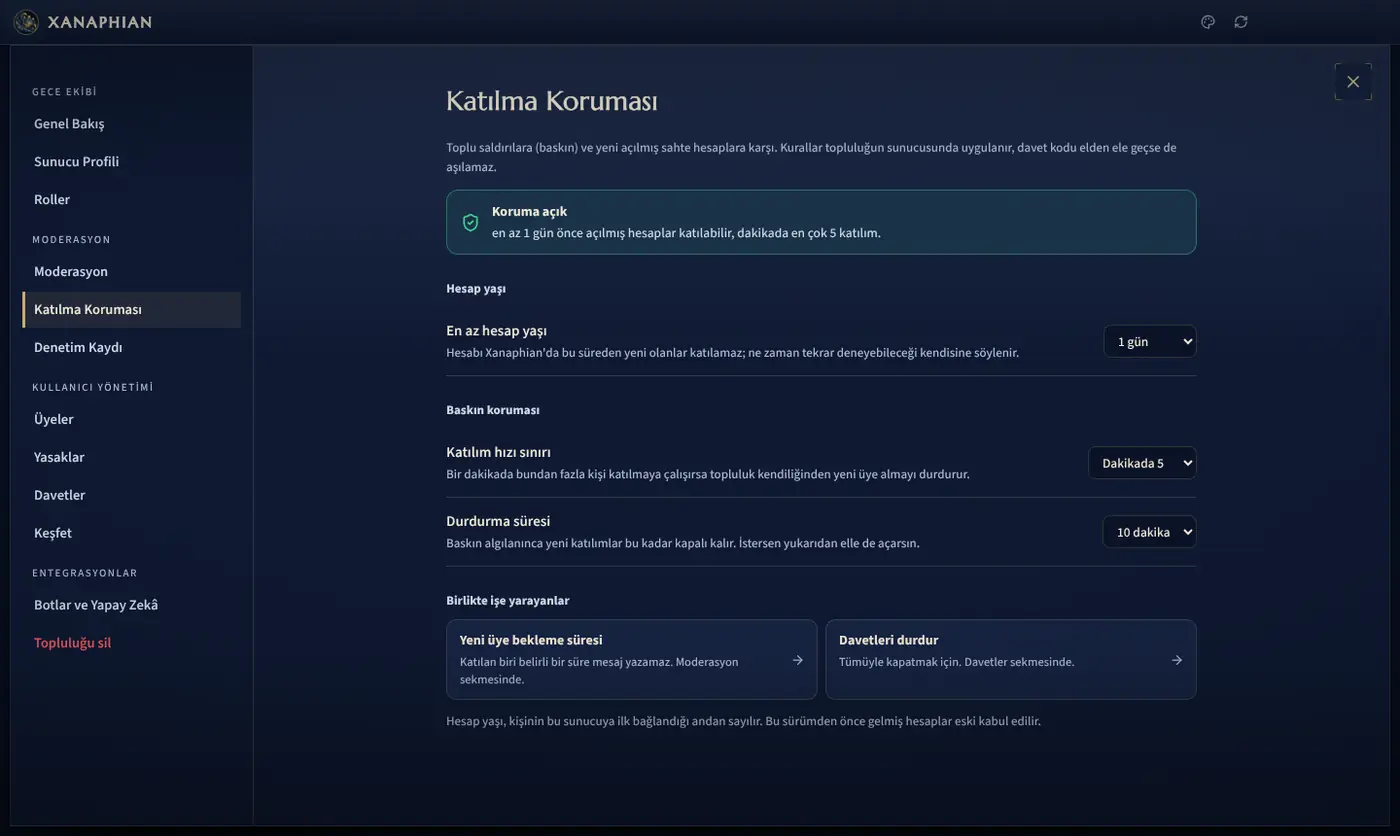 XANAPHIAN
GECE EKİBİ
Genel Bakış
Sunucu Profili
Roller
MODERASYON
Moderasyon
Katılma Koruması
Denetim Kaydı
KULLANICI YÖNETİMİ
Üyeler
Yasaklar
Davetler
Keşfet
ENTEGRASYONLAR
Botlar ve Yapay Zekâ
Topluluğu sil
Katılma Koruması
Toplu saldırılara (baskın) ve yeni açılmış sahte hesaplara karşı. Kurallar topluluğun sunucusunda uygulanır, davet kodu elden ele geçse de
aşılamaz.
Koruma açık
en az 1 gün önce açılmış hesaplar katılabilir, dakikada en çok 5 katılım.
Hesap yaşı
En az hesap yaşı
Hesabı Xanaphian'da bu süreden yeni olanlar katılamaz; ne zaman tekrar deneyebileceği kendisine söylenir.
1 gün
Baskın koruması
Katılım hızı sınırı
Bir dakikada bundan fazla kişi katılmaya çalışırsa topluluk kendiliğinden yeni üye almayı durdurur.
Dakikada 5
Durdurma süresi
Baskın algılanınca yeni katılımlar bu kadar kapalı kalır. İstersen yukarıdan elle de açarsın.
10 dakika
Birlikte işe yarayanlar
Yeni üye bekleme süresi
Katılan biri belirli bir süre mesaj yazamaz. Moderasyon
sekmesinde.
Davetleri durdur
Tümüyle kapatmak için. Davetler sekmesinde.
Hesap yaşı, kişinin bu sunucuya ilk bağlandığı andan sayılır. Bu sürümden önce gelmiş hesaplar eski kabul edilir.